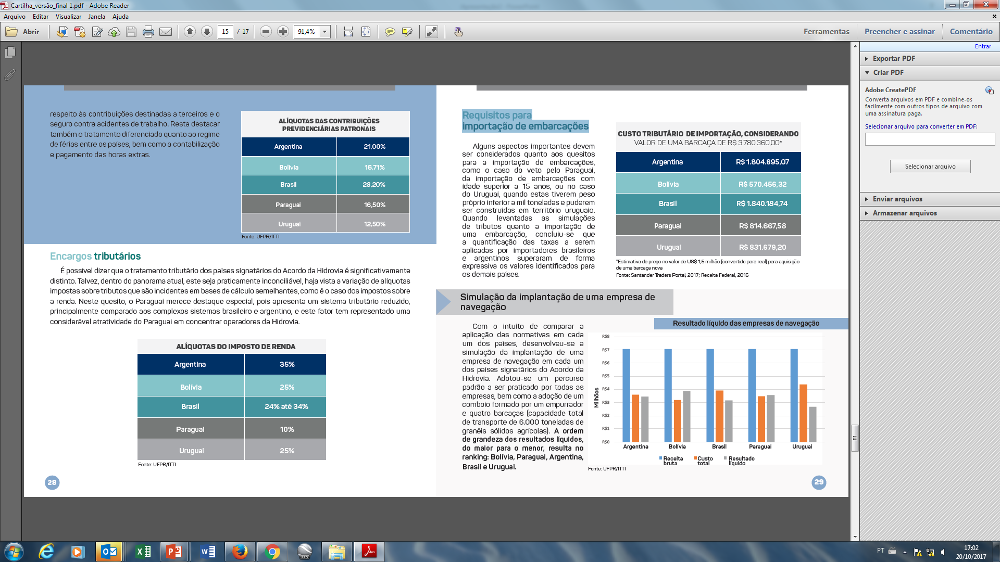 Cartilha_versão_final 1.pdf - Adobe Reader
Arquivo Editar Visualizar Janela Ajuda
Abrir
15 / 17
91,4%
Ferramentas
Preencher e assinar
Comentário
Entrar
Exportar PDF
Criar PDF
Adobe CreatePDF
Converta arquivos em PDF e combine-os
facilmente com outros tipos de arquivo com
uma assinatura paga.
Selecionar arquivo para converter em PDF:
Selecionar arquivo
Enviar arquivos
Armazenar arquivos
respeito às contribuições destinadas a terceiros e o
seguro contra acidentes de trabalho. Resta destacar
também o tratamento diferenciado quanto ao regime
de férias entre os países, bem como a contabilização
e pagamento das horas extras.
ALÍQUOTAS DAS CONTRIBUIÇÕES
PREVIDENCIÁRIAS PATRONAIS
Argentina 21,00%
Bolívia 16,71%
Brasil 28,20%
Paraguai 16,50%
Uruguai 12,50%
Fonte: UFPR/ITTI
Encargos tributários
É possível dizer que o tratamento tributário dos países signatários do Acordo da Hidrovia é significativamente
distinto. Talvez, dentro do panorama atual, este seja praticamente inconciliável, haja vista a variação de alíquotas
impostas sobre tributos que são incidentes em bases de cálculo semelhantes, como é o caso dos impostos sobre
a renda. Neste quesito, o Paraguai merece destaque especial, pois apresenta um sistema tributário reduzido,
principalmente comparado aos complexos sistemas brasileiro e argentino, e este fator tem representado uma
considerável atratividade do Paraguai em concentrar operadores da Hidrovia.
ALÍQUOTAS DO IMPOSTO DE RENDA
Argentina 35%
Bolívia 25%
Brasil 24% até 34%
Paraguai 10%
Uruguai 25%
Fonte: UFPR/ITTI
28
Requisitos para
importação de embarcações
Alguns aspectos importantes devem
ser considerados quanto aos quesitos
para a importação de embarcações,
como o caso do veto pelo Paraguai,
da importação de embarcações com
idade superior a 15 anos, ou no caso
do Uruguai, quando estas tiverem peso
próprio inferior a mil toneladas e puderem
ser construídas em território uruguaio.
Quando levantadas as simulações
de tributos quanto a importação de
uma embarcação, concluiu-se que
a quantificação das taxas a serem
aplicadas por importadores brasileiros
e argentinos superaram de forma
expressiva os valores identificados para
os demais países.
CUSTO TRIBUTÁRIO DE IMPORTAÇÃO, CONSIDERANDO
VALOR DE UMA BARCAÇA DE R$ 3.780.360,00*
Argentina R$ 1.804.895,07
Bolívia R$ 570.456,32
Brasil R$ 1.840.184,74
Paraguai R$ 814.667,58
Uruguai R$ 831.679,20
*Estimativa de preço no valor de US$ 1,5 milhão (convertido para real) para aquisição
de uma barcaça nova
Fonte: Santander Traders Portal, 2017; Receita Federal, 2016
Simulação da implantação de uma empresa de
navegação
Com o intuito de comparar a
aplicação das normativas em cada
um dos países, desenvolveu-se a
simulação da implantação de uma
empresa de navegação em cada um
dos países signatários do Acordo da
Hidrovia. Adotou-se um percurso
padrão a ser praticado por todas as
empresas, bem como a adoção de um
comboio formado por um empurrador
e quatro barcaças (capacidade total
de transporte de 6.000 toneladas de
granéis sólidos agrícolas). A ordem
de grandeza dos resultados líquidos,
do maior para o menor, resulta no
ranking: Bolívia, Paraguai, Argentina,
Brasil e Uruguai.
Resultado líquido das empresas de navegação
Milhões
R$8
R$7
R$6
R$5
R$4
R$3
R$2
R$1
R$0
Argentina Bolívia Brasil Paraguai Uruguai
Receita bruta
Custo total
Resultado líquido
Fonte: UFPR/ITTI
29
PT
17:02
20/10/2017